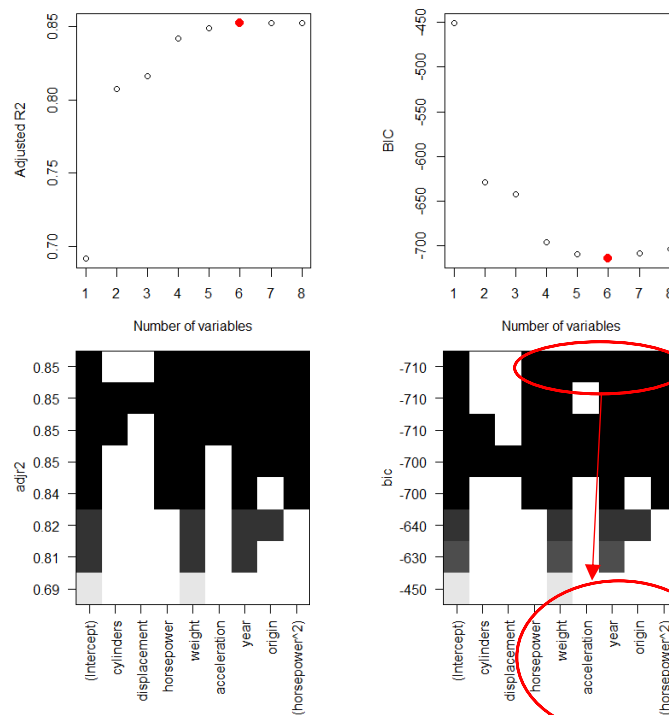 0.85
0.80
0.75
0.70
Adjusted R2
1 2 3 4 5 6 7 8
Number of variables
-450
-500
-550
-600
-650
-700
BIC
1 2 3 4 5 6 7 8
Number of variables
0.85
0.85
0.85
0.85
0.84
0.82
0.81
0.69
adjr2
(Intercept)
cylinders
displacement
horsepower
weight
acceleration
year
origin
(horsepower^2)
-710
-710
-710
-700
-700
-640
-630
-450
bic
(Intercept)
cylinders
displacement
horsepower
weight
acceleration
year
origin
(horsepower^2)